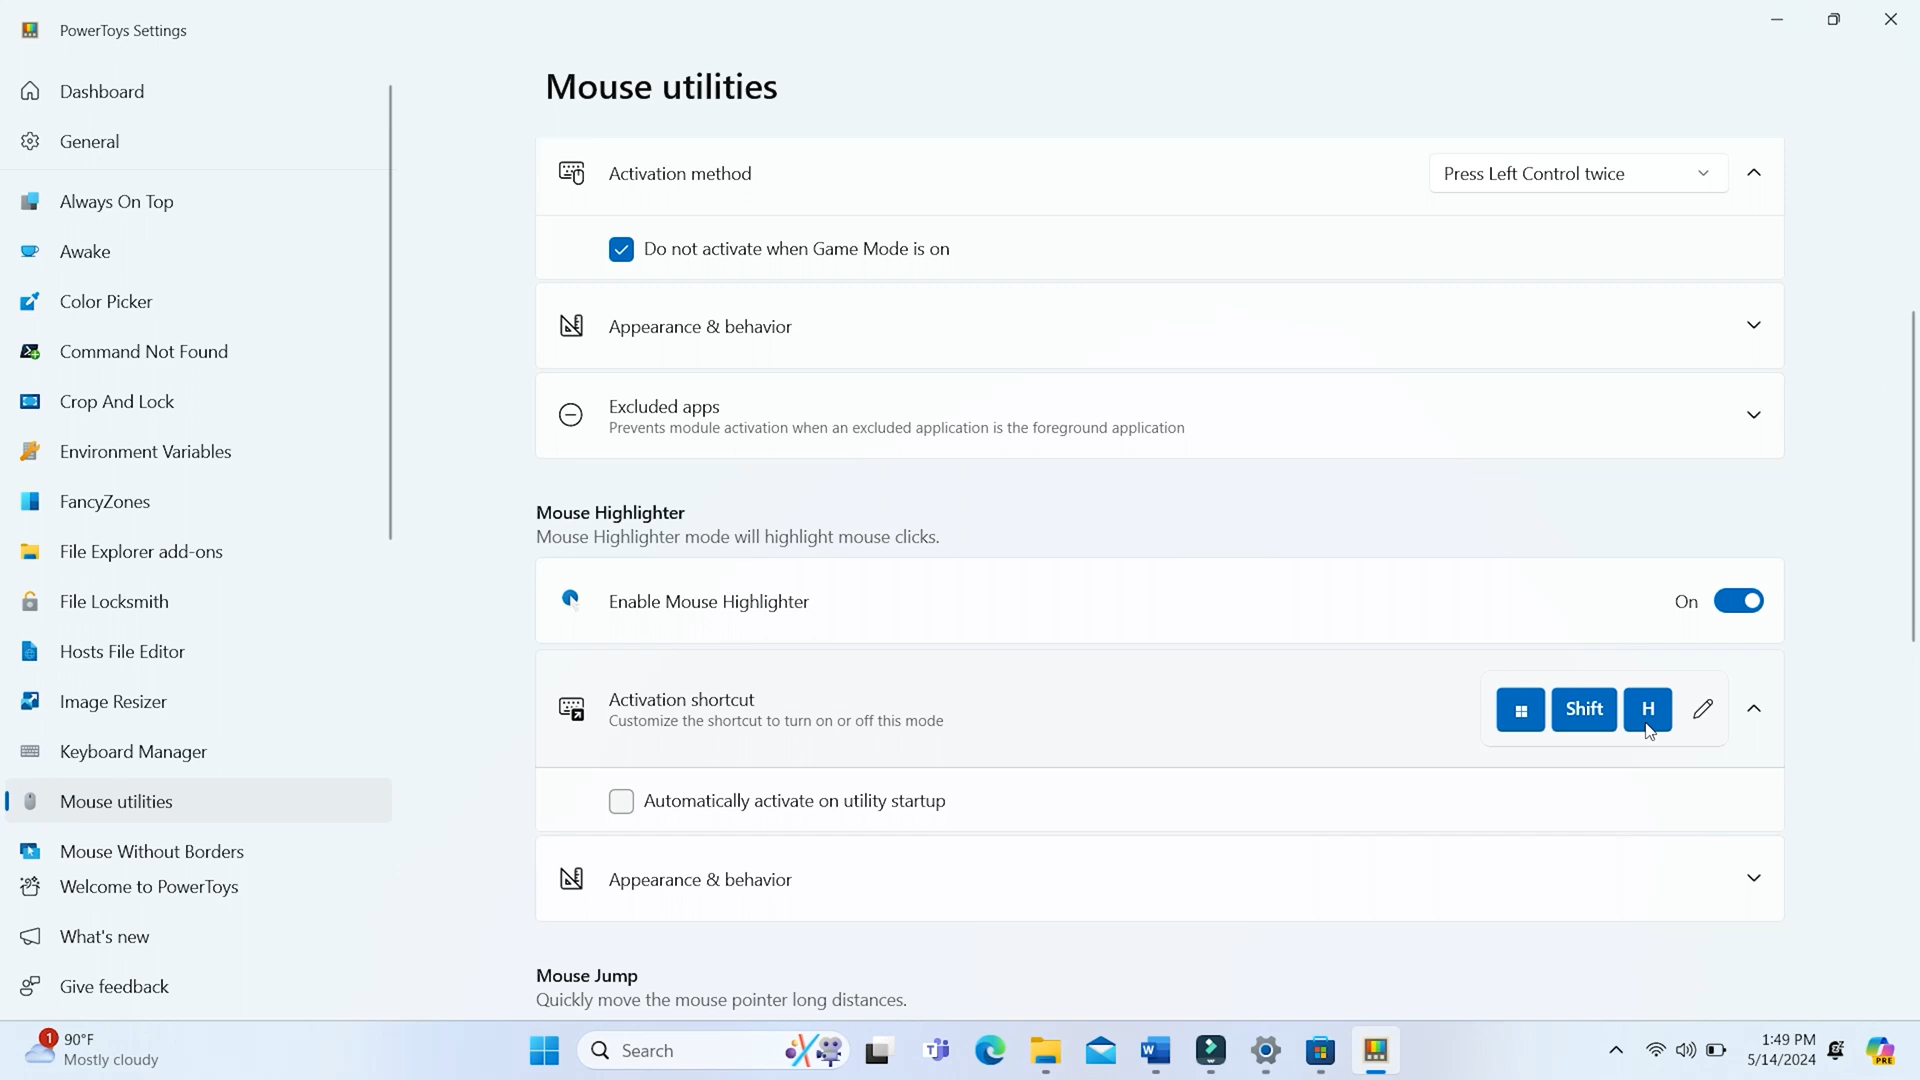 PowerToys Settings
Dashboard
General
Always On Top
Awake
Color Picker
Command Not Found
Crop And Lock
Environment Variables
FancyZones
File Explorer add-ons
File Locksmith
Hosts File Editor
Image Resizer
Keyboard Manager
Mouse utilities
Mouse Without Borders
Welcome to PowerToys
What's new
Give feedback
Mouse utilities
Activation method
Press Left Control twice
Do not activate when Game Mode is on
Appearance & behavior
Excluded apps
Prevents module activation when an excluded application is the foreground application
Mouse Highlighter
Mouse Highlighter mode will highlight mouse clicks.
Enable Mouse Highlighter
On
Activation shortcut
Customize the shortcut to turn on or off this mode
Shift H
Automatically activate on utility startup
Appearance & behavior
Mouse Jump
Quickly move the mouse pointer long distances.
1
90°F
Mostly cloudy
Search
1:49 PM
5/14/2024
PRE